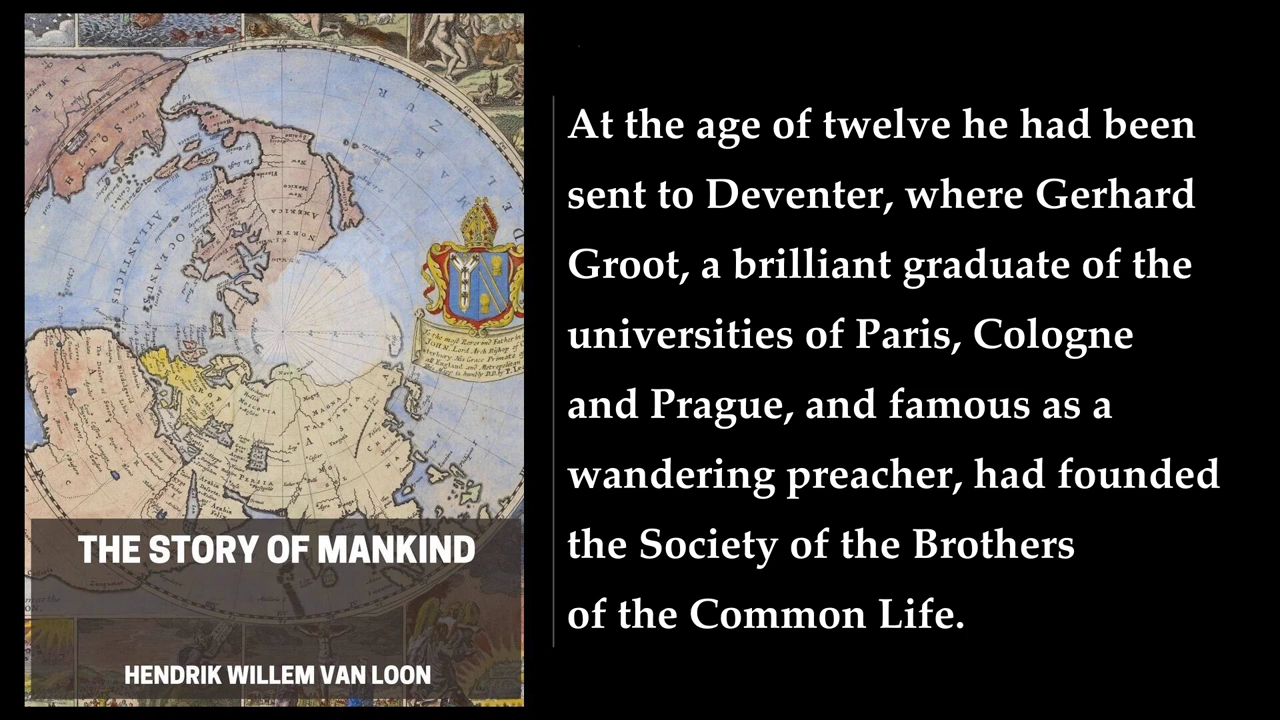 THE STORY OF MANKIND
HENDRIK WILLEM VAN LOON
At the age of twelve he had been
sent to Deventer, where Gerhard
Groot, a brilliant graduate of the
universities of Paris, Cologne
and Prague, and famous as a
wandering preacher, had founded
the Society of the Brothers
of the Common Life.